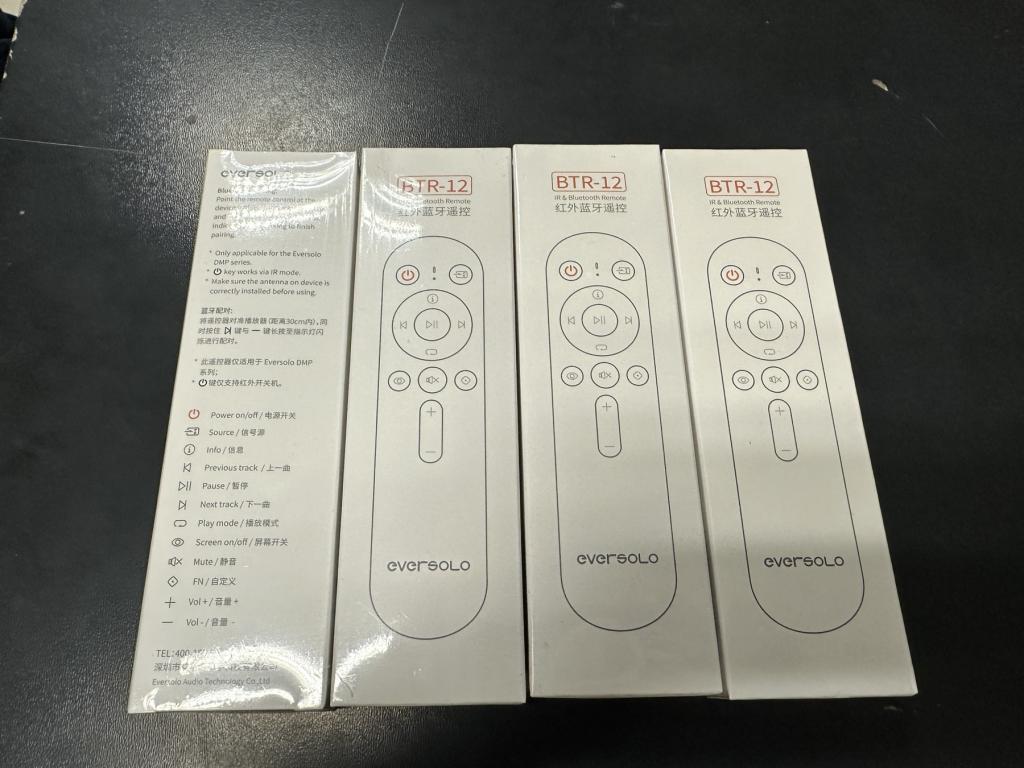 eversolo
Point the remote control at the
to finish
pairing.
* Only applicable for the Eversolo
DMP series.
* key works via IR mode.
* Make sure the antenna on device is
correctly installed before using.
蓝牙配对:
将遥控器对准播放器(距离30cm内),同
时按住 键与 一 键长按至指示灯闪
烁进行配对。
* 此遥控器仅适用于 Eversolo DMP
系列;
* 键仅支持红外开关机。
Power on/off / 电源开关
Source / 信号源
Info / 信息
Previous track / 上一曲
Pause / 暂停
Next track / 下一曲
Play mode / 播放模式
Screen on/off / 屏幕开关
Mute / 静音
FN / 自定义
Vol + / 音量 +
Vol - / 音量 -
TEL:400-
深圳市
有限公司
Eversolo Audio Technology Co.,Ltd
BTR-12
Bluetooth Remote
红外蓝牙遥控
eversolo
BTR-12
IR & Bluetooth Remote
红外蓝牙遥控
eversolo
BTR-12
IR & Bluetooth Remote
红外蓝牙遥控
eversolo